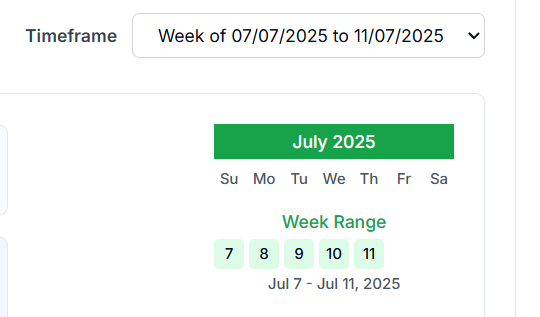 Timeframe Week of 07/07/2025 to 11/07/2025
July 2025
Su Mo Tu We Th Fr Sa
Week Range
7 8 9 10 11
Jul 7 - Jul 11, 2025